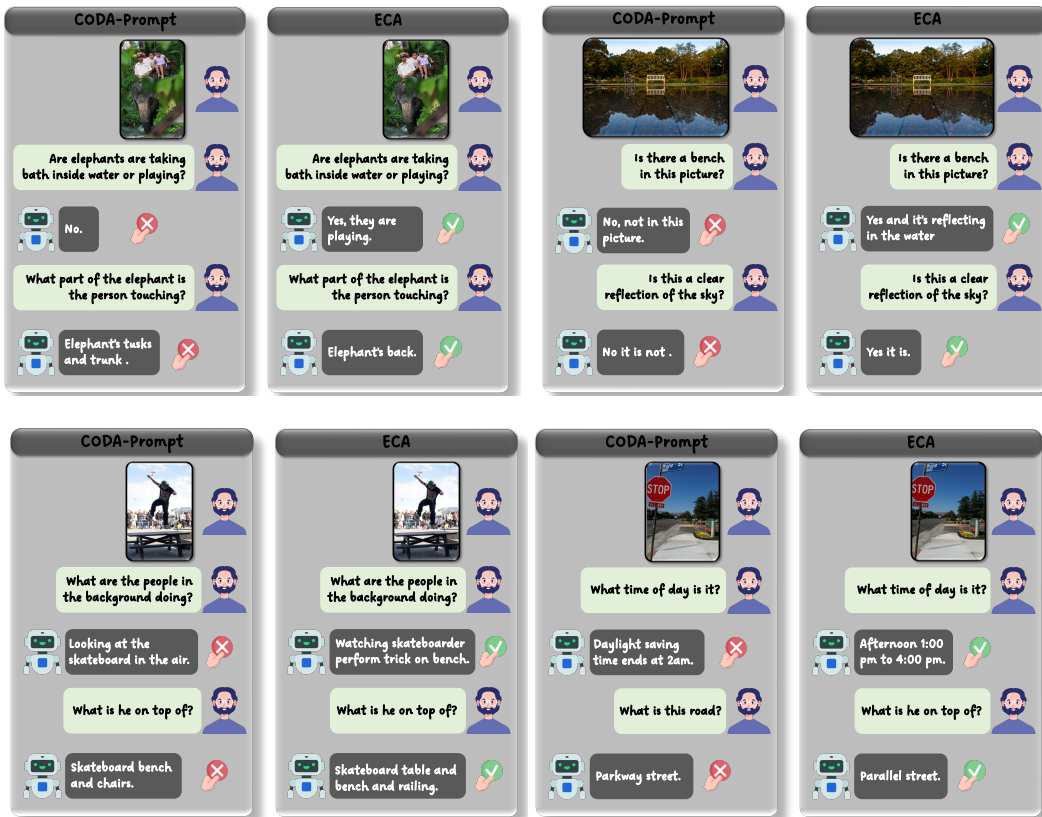 CODA-Prompt
Are elephants are taking
bath inside water or playing?
No.
What part of the elephant is
the person touching?
Elephant's tusks
and trunk .
ECA
Are elephants are taking
bath inside water or playing?
Yes, they are
playing.
What part of the elephant is
the person touching?
Elephant's back.
CODA-Prompt
Is there a bench
in this picture?
No, not in this
picture.
Is this a clear
reflection of the sky?
No it is not .
ECA
Is there a bench
in this picture?
Yes and it's reflecting
in the water
Is this a clear
reflection of the sky?
Yes it is.
CODA-Prompt
What are the people in
the background doing?
Looking at the
skateboard in the air.
What is he on top of?
Skateboard bench
and chairs.
ECA
What are the people in
the background doing?
Watching skateboarder
perform trick on bench.
What is he on top of?
Skateboard table and
bench and railing.
CODA-Prompt
STOP
What time of day is it?
Daylight saving
time ends at 2am.
What is this road?
Parkway street.
ECA
STOP
What time of day is it?
Afternoon 1:00
pm to 4:00 pm.
What is he on top of?
Parallel street.